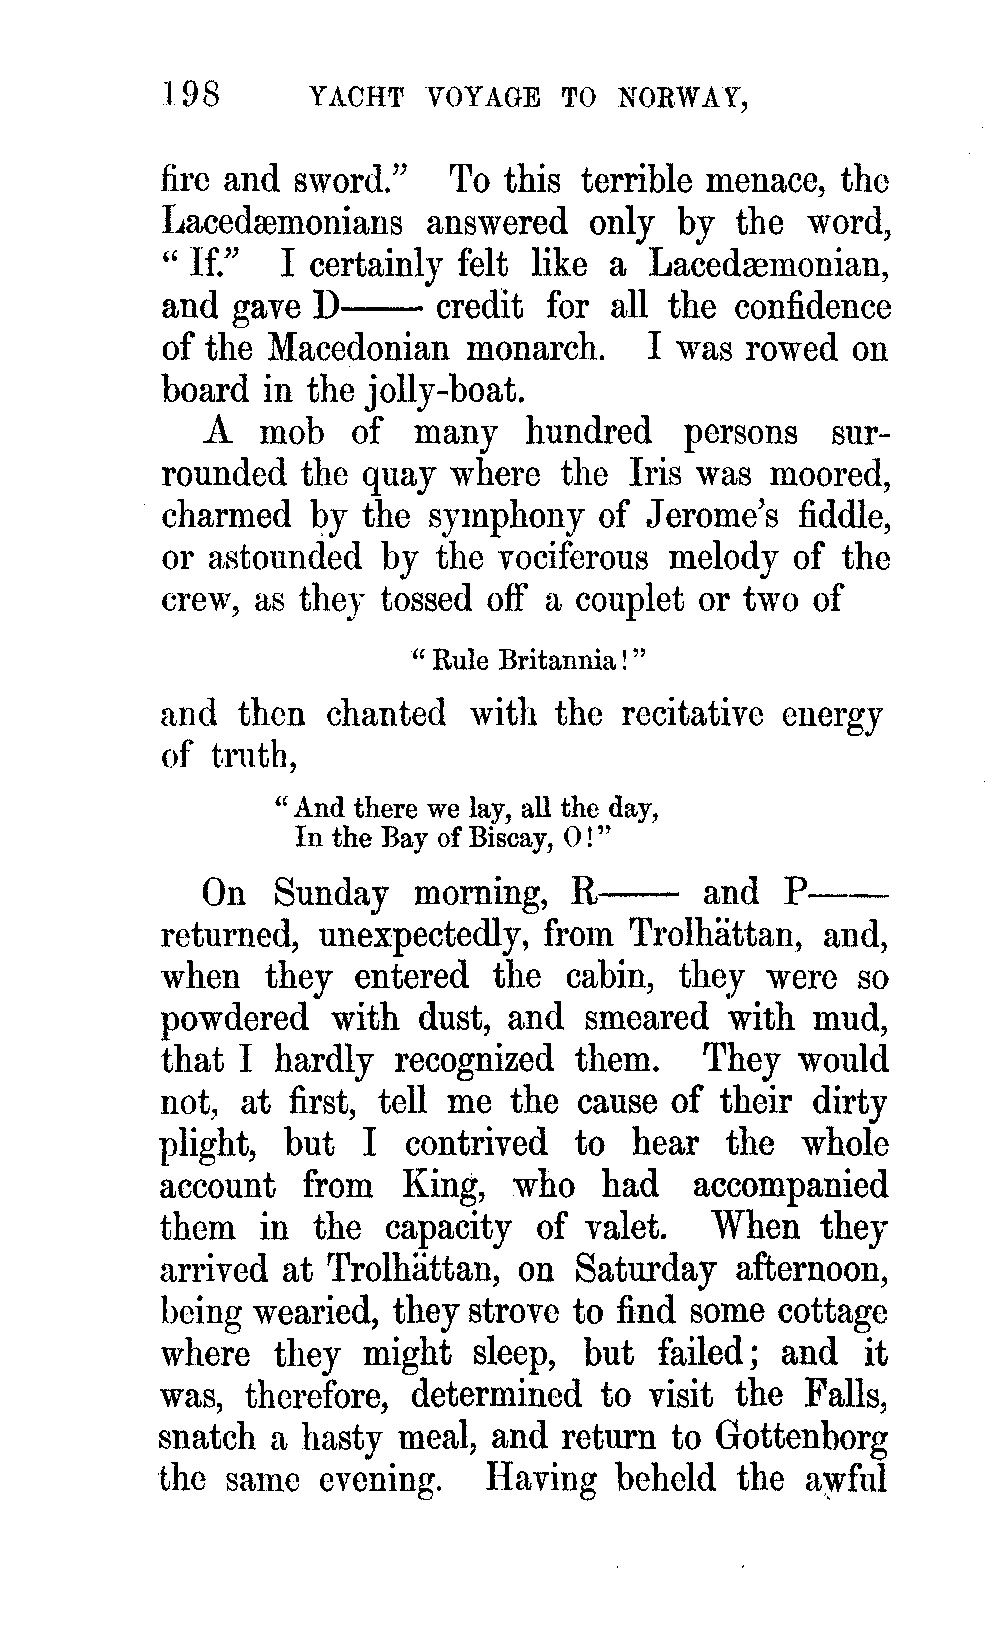 198 YACHT VOYAGE TO NORWAY,
fire and sword.” To this terrible menace, the
Lacedæmonians answered only by the word,
“ If.” I certainly felt like a Lacedæmonian,
and gave D—— credit for all the confidence
of the Macedonian monarch. I was rowed on
board in the jolly-boat.
A mob of many hundred persons sur-
rounded the quay where the Iris was moored,
charmed by the symphony of Jerome’s fiddle,
or astounded by the vociferous melody of the
crew, as they tossed off a couplet or two of
“ Rule Britannia!”
and then chanted with the recitative energy
of truth,
“ And there we lay, all the day,
In the Bay of Biscay, O!”
On Sunday morning, R—— and P——
returned, unexpectedly, from Trolhättan, and,
when they entered the cabin, they were so
powdered with dust, and smeared with mud,
that I hardly recognized them. They would
not, at first, tell me the cause of their dirty
plight, but I contrived to hear the whole
account from King, who had accompanied
them in the capacity of valet. When they
arrived at Trolhättan, on Saturday afternoon,
being wearied, they strove to find some cottage
where they might sleep, but failed; and it
was, therefore, determined to visit the Falls,
snatch a hasty meal, and return to Gottenborg
the same evening. Having beheld the awful